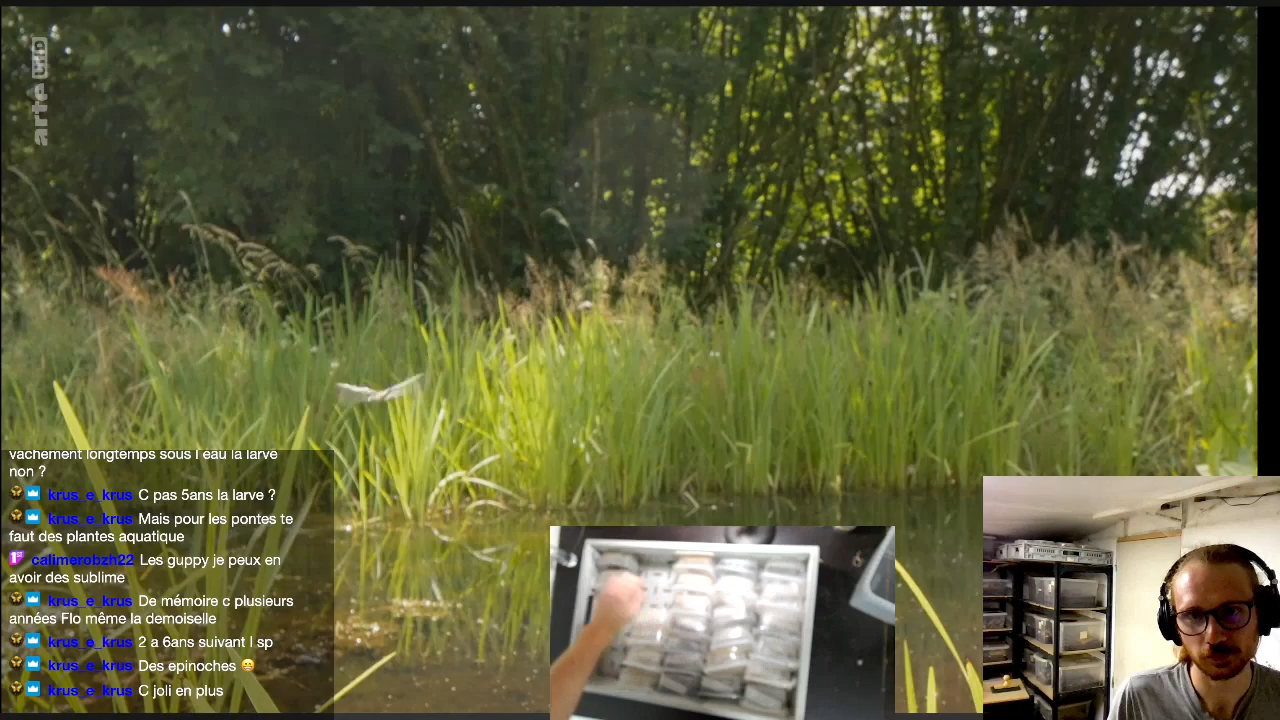 arte HD
vachement longtemps sous l'eau la larve
non ?
krus_e_krus C pas 5ans la larve ?
krus_e_krus Mais pour les pontes te
faut des plantes aquatique
calimerobzh22 Les guppy je peux en
avoir des sublime
krus_e_krus De mémoire c plusieurs
années Flo même la demoiselle
krus_e_krus 2 a 6ans suivant l sp
krus_e_krus Des epinoches 😁
krus_e_krus C joli en plus